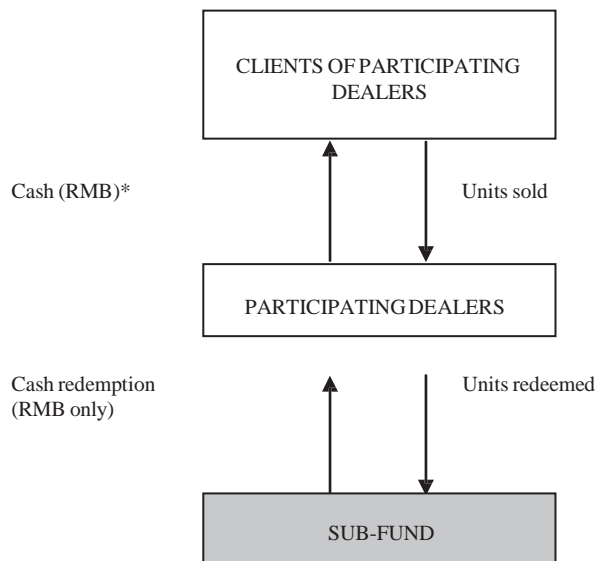 CLIENTS OF PARTICIPATING
DEALERS
Cash (RMB)*
Units sold
PARTICIPATING DEALERS
Cash redemption
(RMB only)
Units redeemed
SUB-FUND